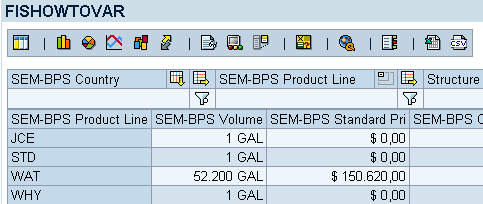 FISHOWTOVAR
CSV
SEM-BPS Country SEM-BPS Product Line Structure
SEM-BPS Product Line SEM-BPS Volume SEM-BPS Standard Pri SEM-BPS C
JCE 1 GAL $ 0,00
STD 1 GAL $ 0,00
WAT 52.200 GAL $ 150.620,00
WHY 1 GAL $ 0,00